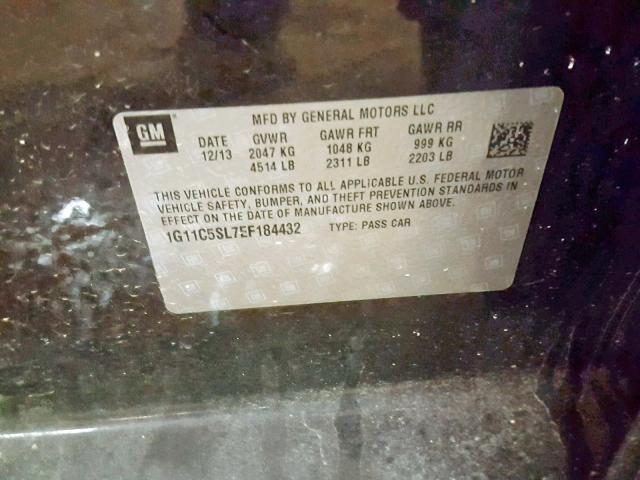 GM
MFD BY GENERAL MOTORS LLC
DATE GVWR GAWR FRT GAWR RR
12/13 2047 KG 1048 KG 999 KG
4514 LB 2311 LB 2203 LB
THIS VEHICLE CONFORMS TO ALL APPLICABLE U.S. FEDERAL MOTOR
VEHICLE SAFETY, BUMPER, AND THEFT PREVENTION STANDARDS IN
EFFECT ON THE DATE OF MANUFACTURE SHOWN ABOVE.
1G11C5SL7EF184432 TYPE: PASS CAR